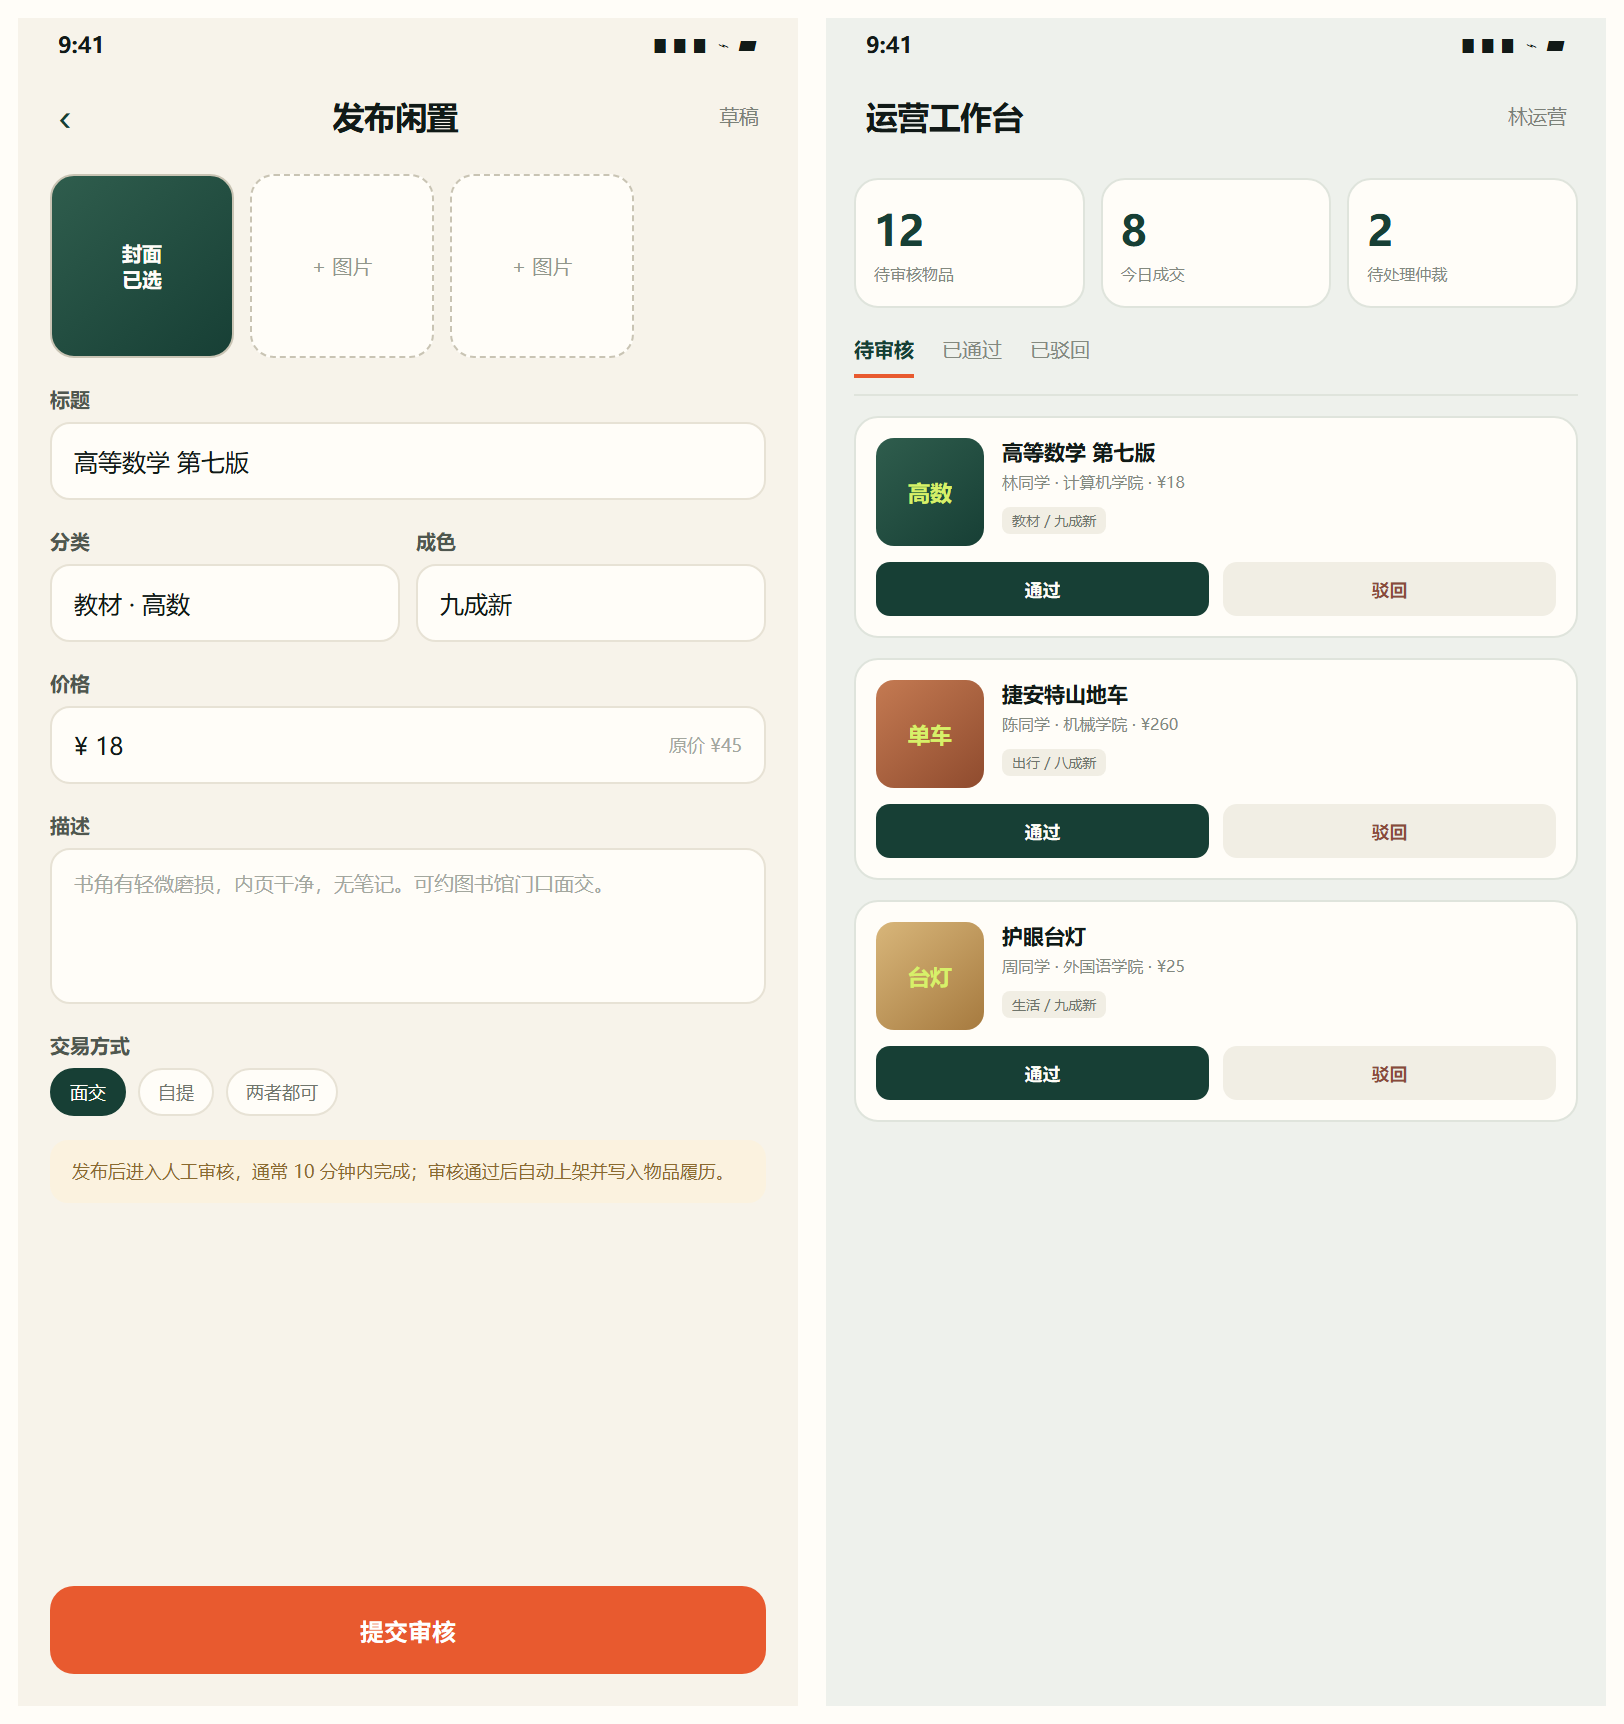 9:41
‹
发布闲置
草稿
封面
已选
+ 图片
+ 图片
标题
高等数学 第七版
分类
成色
教材 · 高数
九成新
价格
¥ 18
原价 ¥45
描述
书角有轻微磨损，内页干净，无笔记。可约图书馆门口面交。
交易方式
面交
自提
两者都可
发布后进入人工审核，通常 10 分钟内完成；审核通过后自动上架并写入物品履历。
提交审核
9:41
运营工作台
林运营
12
待审核物品
8
今日成交
2
待处理仲裁
待审核
已通过
已驳回
高数
高等数学 第七版
林同学 · 计算机学院 · ¥18
教材 / 九成新
通过
驳回
单车
捷安特山地车
陈同学 · 机械学院 · ¥260
出行 / 八成新
通过
驳回
台灯
护眼台灯
周同学 · 外国语学院 · ¥25
生活 / 九成新
通过
驳回